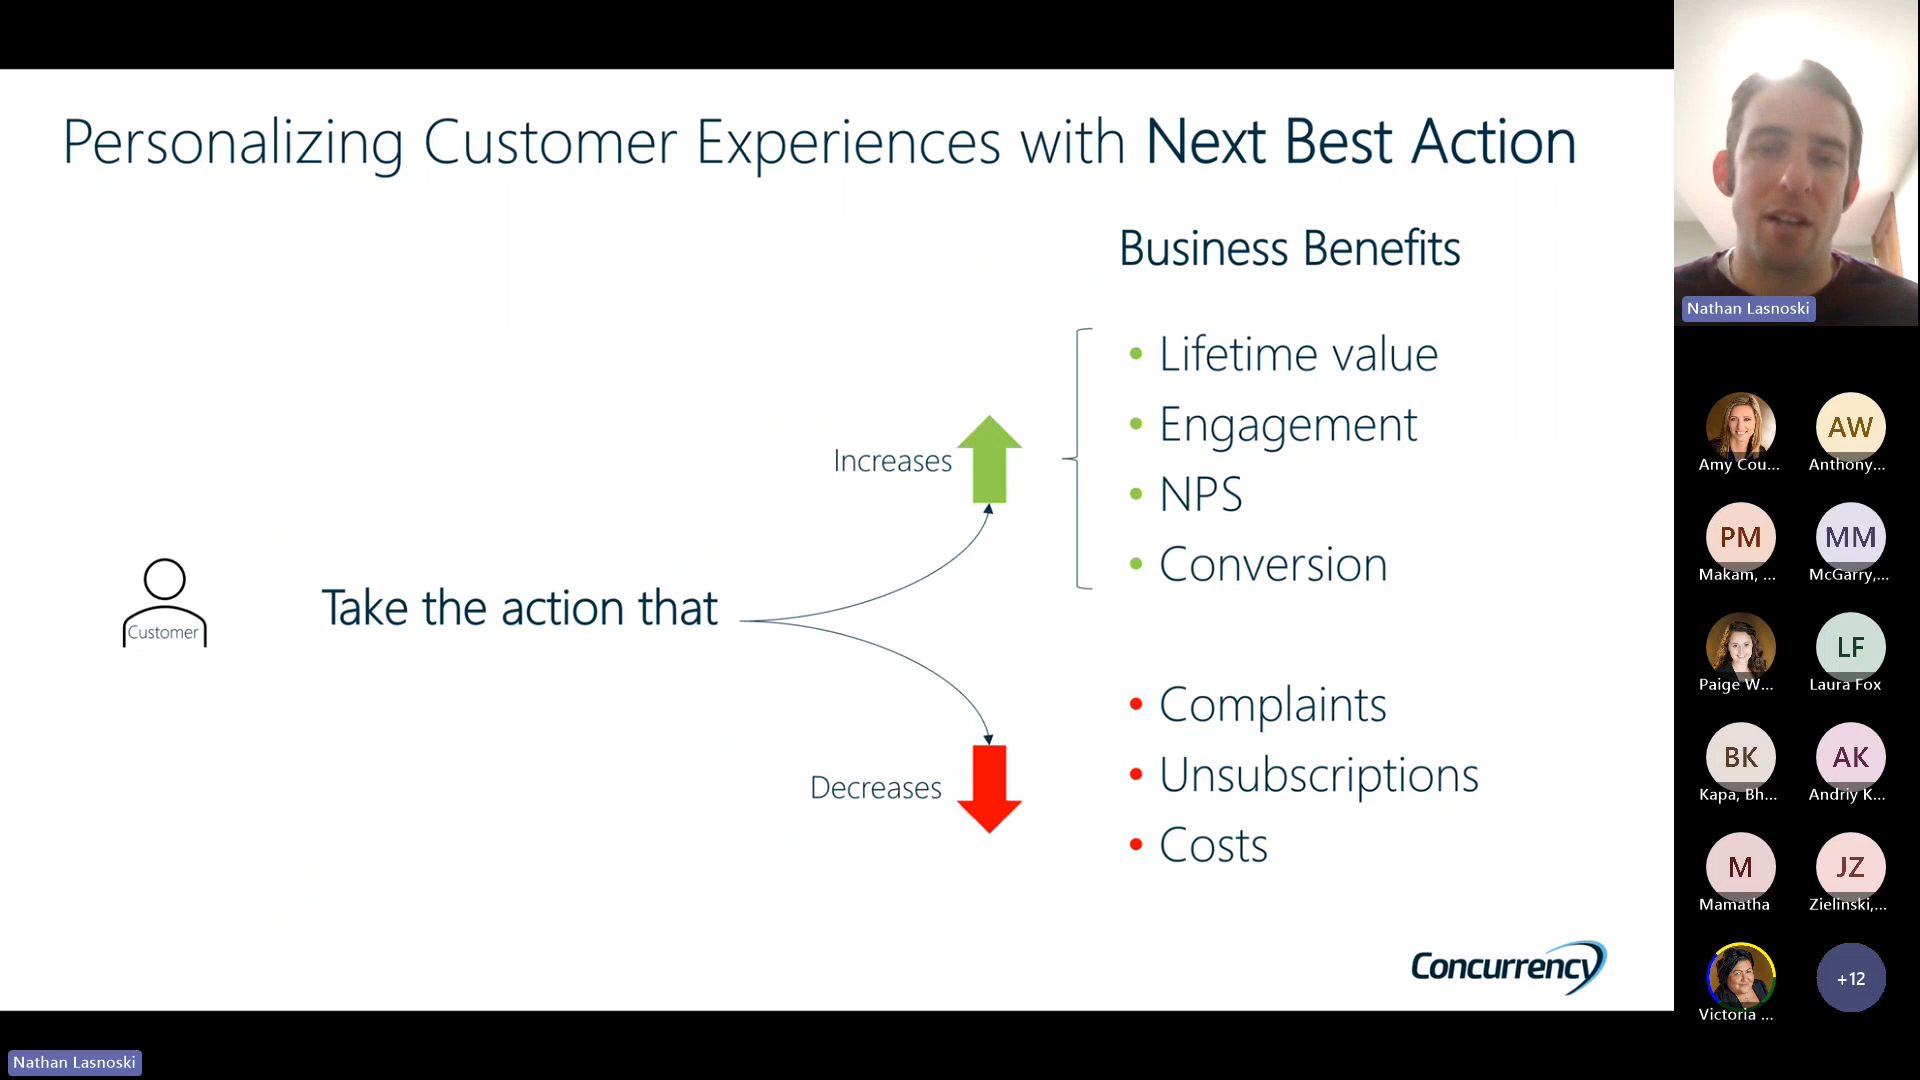 Personalizing Customer Experiences with Next Best Action
Business Benefits
• Lifetime value
• Engagement
• NPS
• Conversion
Increases
Customer
Take the action that
Decreases
• Complaints
• Unsubscriptions
• Costs
Concurrency
Nathan Lasnoski
Nathan Lasnoski
AW
Amy Cou...
Anthony...
PM
MM
Makam, ...
McGarry,...
LF
Paige W...
Laura Fox
BK
AK
Kapa, Bh...
Andriy K...
M
JZ
Mamatha
Zielinski,...
+12
Victoria ...